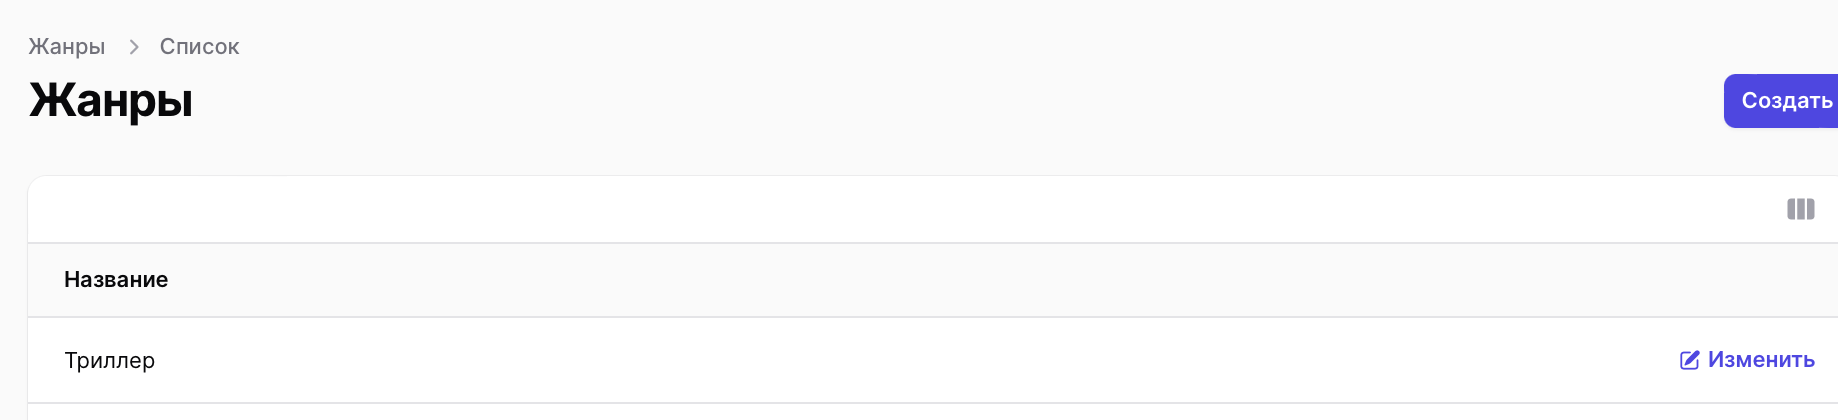 Жанры > Список
Жанры
Создать
Название
Триллер
Изменить